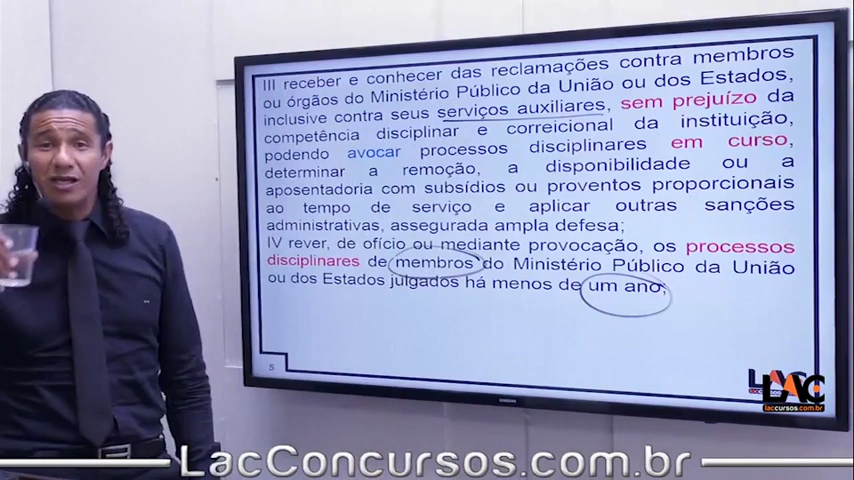 III receber e conhecer das reclamações contra membros
ou órgãos do Ministério Público da União ou dos Estados,
inclusive contra seus serviços auxiliares, sem prejuízo da
competência disciplinar e correicional da instituição,
podendo avocar processos disciplinares em curso,
determinar a remoção, a disponibilidade ou a
aposentadoria com subsídios ou proventos proporcionais
ao tempo de serviço e aplicar outras sanções
administrativas, assegurada ampla defesa;
IV rever, de ofício ou mediante provocação, os processos
disciplinares de membros do Ministério Público da União
ou dos Estados julgados há menos de um ano;
5
LAC
laccursos.com.br
SAMSUNG
LacConcursos.com.br